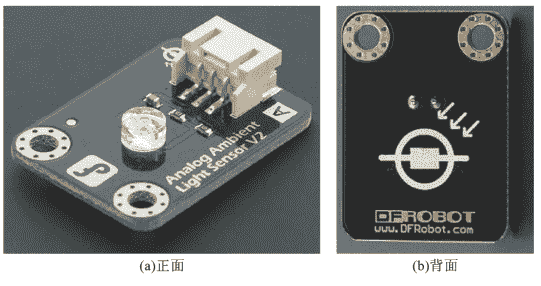 Analog Ambient
Light Sensor V2
A
DFROBOT
www.DFRobot.com
(a)正面
(b)背面